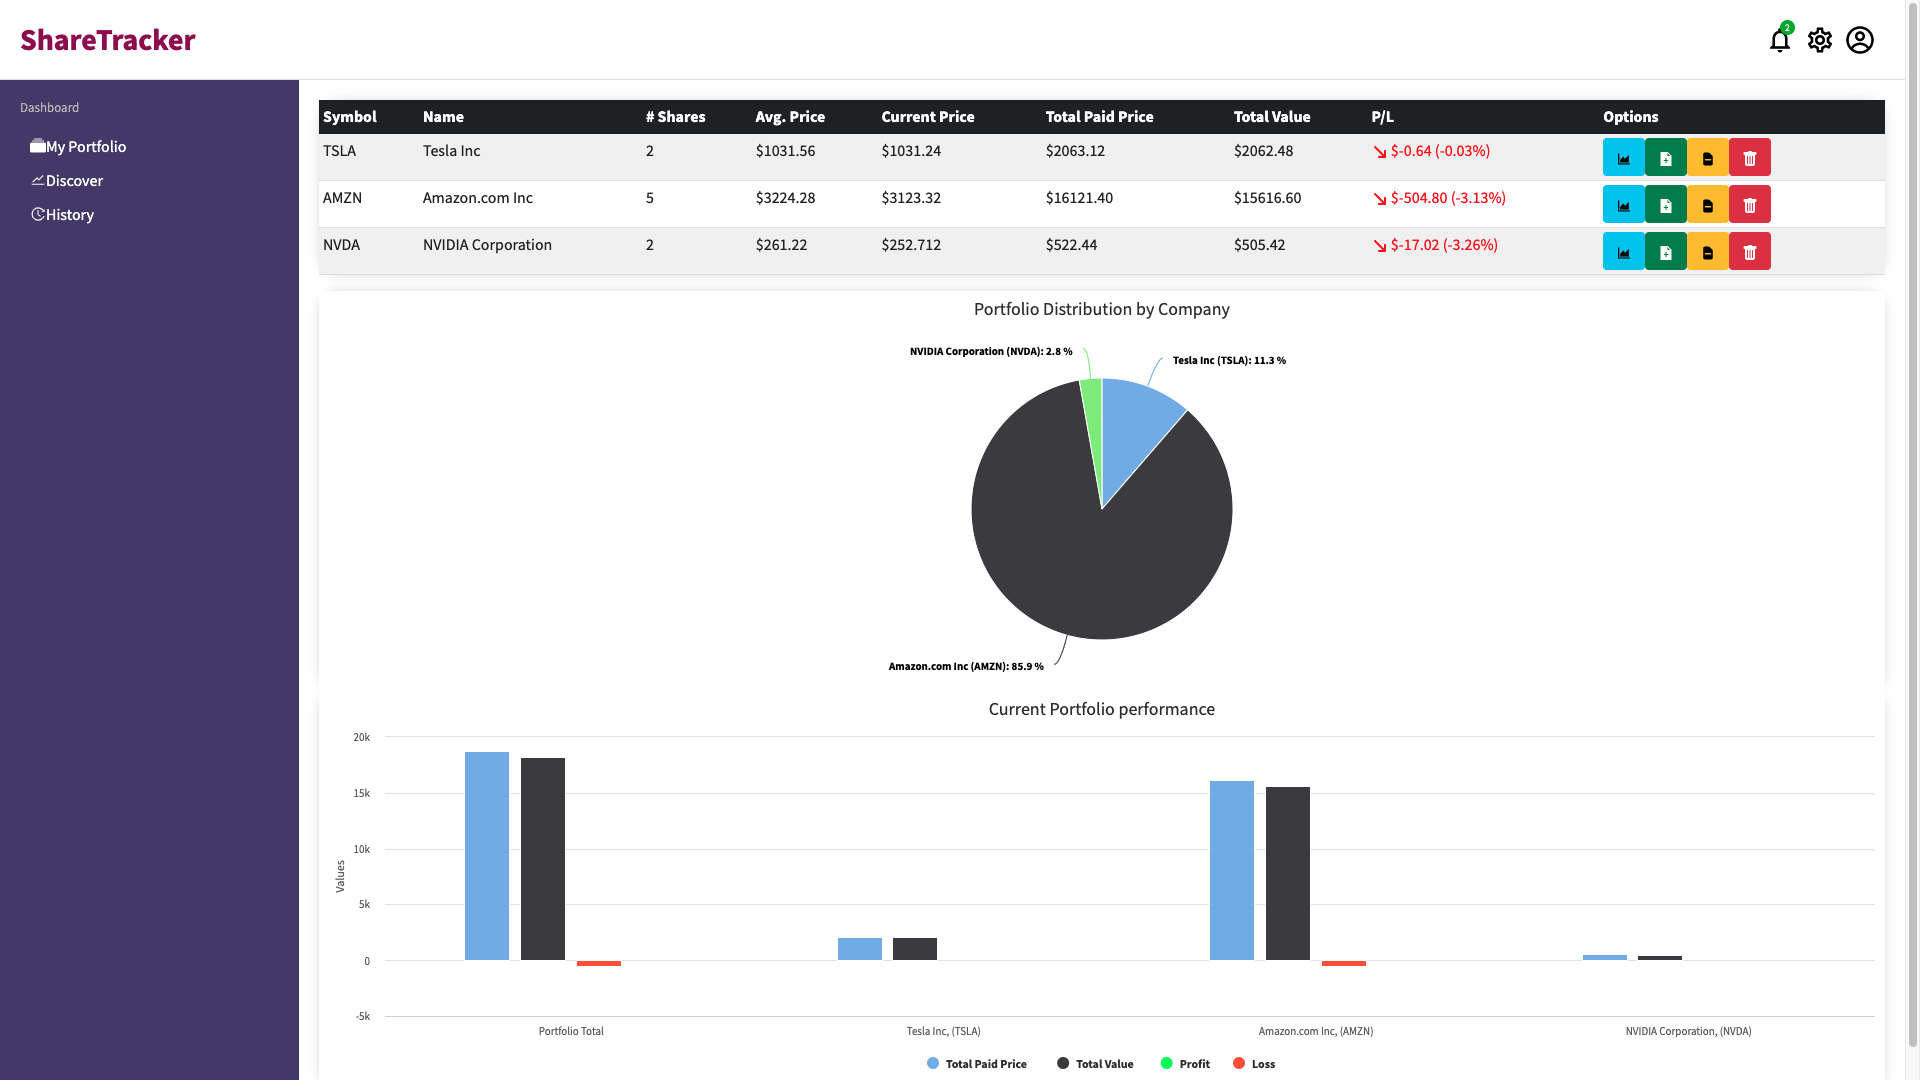 ShareTracker
2
Dashboard
My Portfolio
Discover
History
Symbol Name # Shares Avg. Price Current Price Total Paid Price Total Value P/L Options
TSLA Tesla Inc 2 $1031.56 $1031.24 $2063.12 $2062.48 $-0.64 (-0.03%)
AMZN Amazon.com Inc 5 $3224.28 $3123.32 $16121.40 $15616.60 $-504.80 (-3.13%)
NVDA NVIDIA Corporation 2 $261.22 $252.712 $522.44 $505.42 $-17.02 (-3.26%)
Portfolio Distribution by Company
NVIDIA Corporation (NVDA): 2.8 %
Tesla Inc (TSLA): 11.3 %
Amazon.com Inc (AMZN): 85.9 %
Current Portfolio performance
Values
20k
15k
10k
5k
0
-5k
Portfolio Total Tesla Inc, (TSLA) Amazon.com Inc, (AMZN) NVIDIA Corporation, (NVDA)
Total Paid Price Total Value Profit Loss